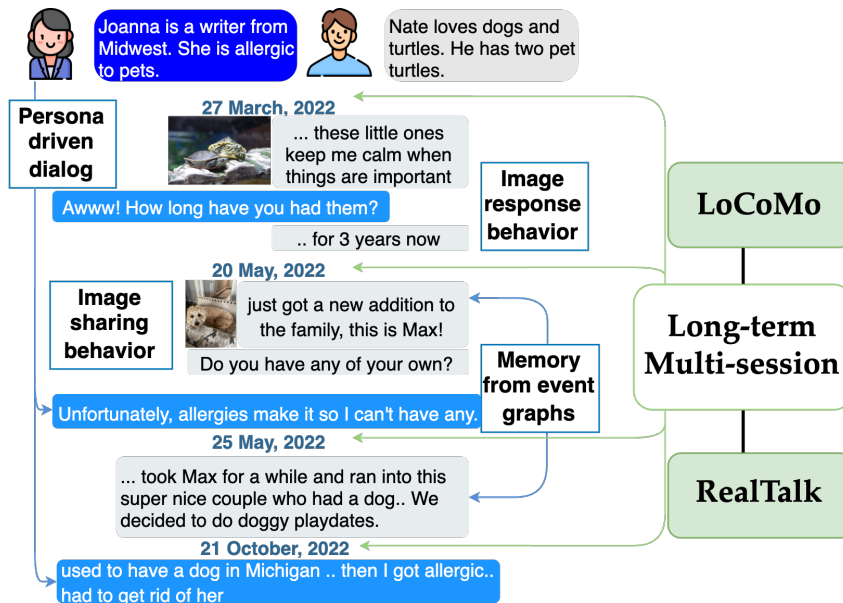 Joanna is a writer from
Midwest. She is allergic
to pets.
Nate loves dogs and
turtles. He has two pet
turtles.
Persona
driven
dialog
27 March, 2022
... these little ones
keep me calm when
things are important
Awww! How long have you had them?
.. for 3 years now
Image
response
behavior
LoCoMo
20 May, 2022
Image
sharing
behavior
just got a new addition to
the family, this is Max!
Do you have any of your own?
Long-term
Multi-session
Memory
from event
graphs
Unfortunately, allergies make it so I can't have any.
25 May, 2022
... took Max for a while and ran into this
super nice couple who had a dog.. We
decided to do doggy playdates.
RealTalk
21 October, 2022
used to have a dog in Michigan .. then I got allergic..
had to get rid of her